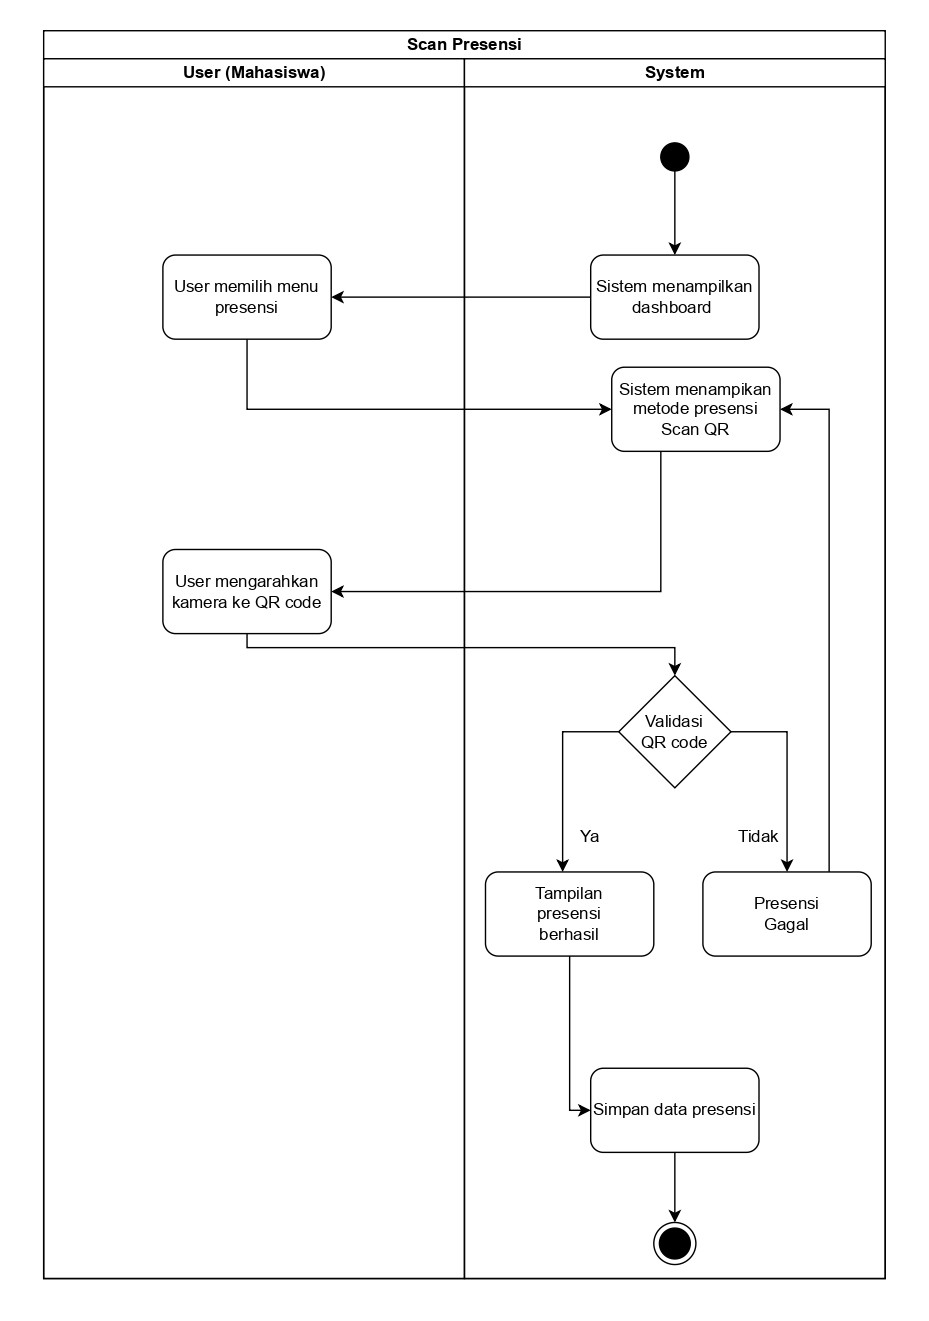 Scan Presensi
User (Mahasiswa)
System
User memilih menu
presensi
Sistem menampilkan
dashboard
Sistem menampikan
metode presensi
Scan QR
User mengarahkan
kamera ke QR code
Validasi
QR code
Ya
Tidak
Tampilan
presensi
berhasil
Presensi
Gagal
Simpan data presensi